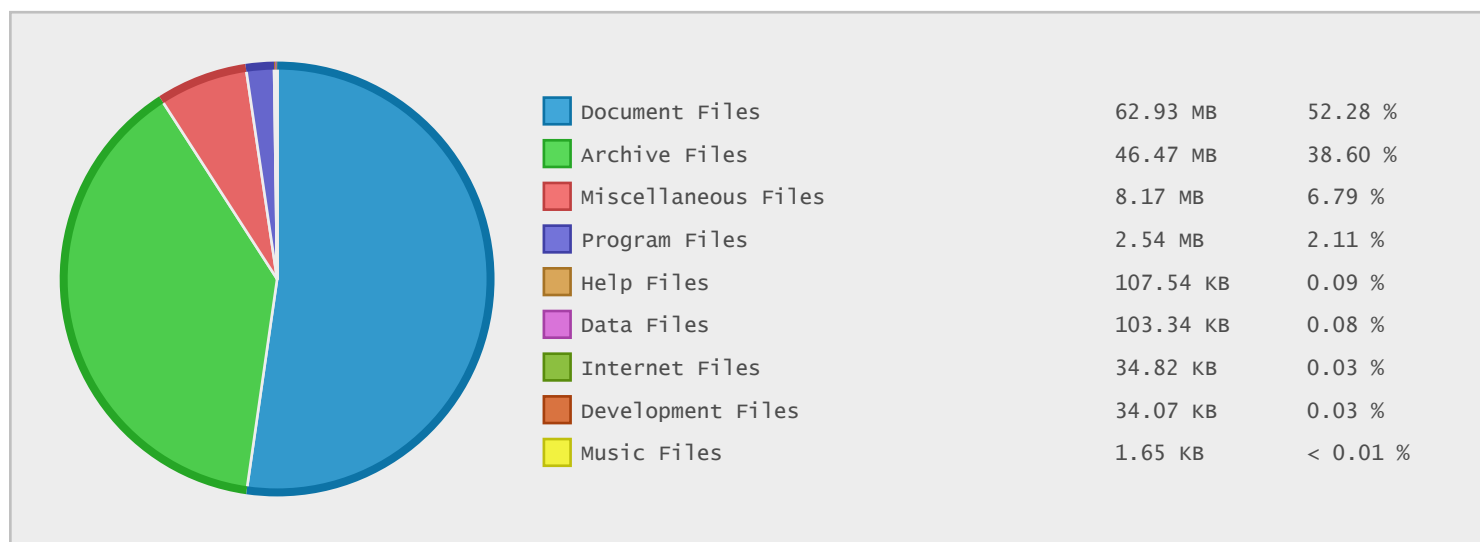 Document Files 62.93 MB 52.28 %
Archive Files 46.47 MB 38.60 %
Miscellaneous Files 8.17 MB 6.79 %
Program Files 2.54 MB 2.11 %
Help Files 107.54 KB 0.09 %
Data Files 103.34 KB 0.08 %
Internet Files 34.82 KB 0.03 %
Development Files 34.07 KB 0.03 %
Music Files 1.65 KB < 0.01 %